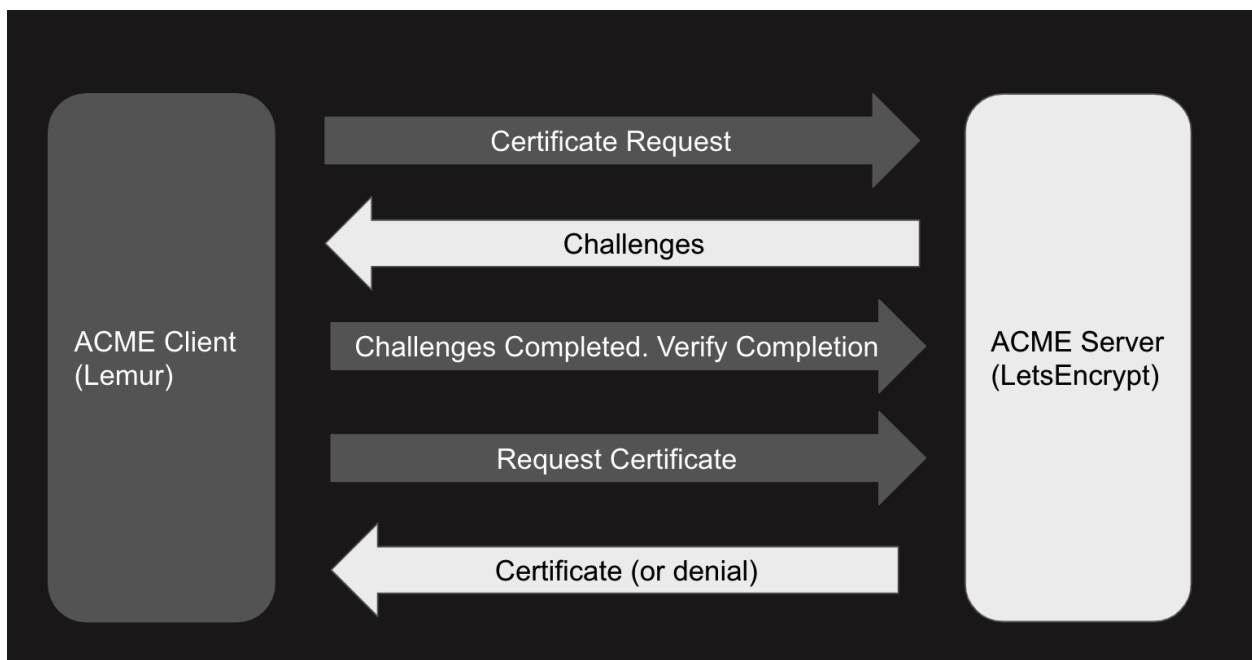 Certificate Request
Challenges
ACME Client
(Lemur)
Challenges Completed. Verify Completion
ACME Server
(LetsEncrypt)
Request Certificate
Certificate (or denial)